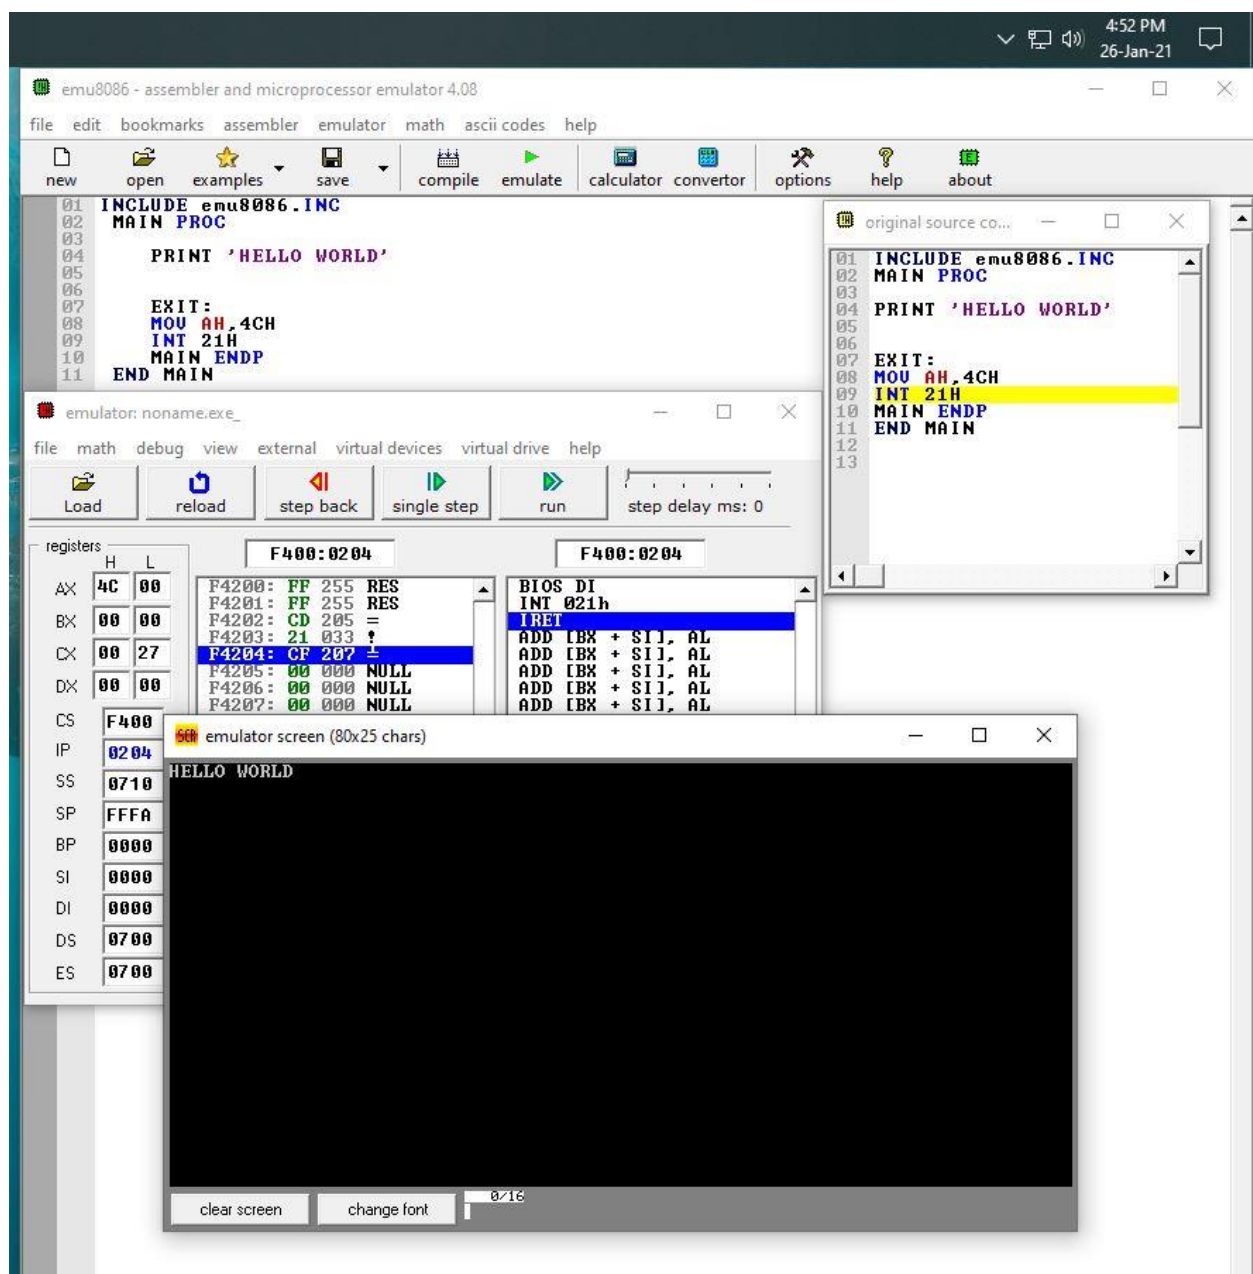 4:52 PM
26-Jan-21
emu8086 - assembler and microprocessor emulator 4.08
file edit bookmarks assembler emulator math ascii codes help
new open examples save compile emulate calculator convertor options help about
01 INCLUDE emu8086.INC
02 MAIN PROC
03
04 PRINT 'HELLO WORLD'
05
06
07 EXIT:
08 MOV AH,4CH
09 INT 21H
10 MAIN ENDP
11 END MAIN
original source co...
01 INCLUDE emu8086.INC
02 MAIN PROC
03
04 PRINT 'HELLO WORLD'
05
06
07 EXIT:
08 MOV AH,4CH
09 INT 21H
10 MAIN ENDP
11 END MAIN
12
13
emulator: noname.exe_
file math debug view external virtual devices virtual drive help
Load reload step back single step run step delay ms: 0
registers
H L
F400:0204 F400:0204
AX 4C 00
BX 00 00
CX 00 27
DX 00 00
CS F400
IP 0204
SS 0710
SP FFFA
BP 0000
SI 0000
DI 0000
DS 0700
ES 0700
F4200: FF 255 RES
F4201: FF 255 RES
F4202: CD 205 =
F4203: 21 033 !
F4204: CF 207 ╧
F4205: 00 000 NULL
F4206: 00 000 NULL
F4207: 00 000 NULL
BIOS DI
INT 021h
IRET
ADD [BX + SI], AL
ADD [BX + SI], AL
ADD [BX + SI], AL
ADD [BX + SI], AL
ADD [BX + SI], AL
SCR emulator screen (80x25 chars)
HELLO WORLD
clear screen change font 0/16